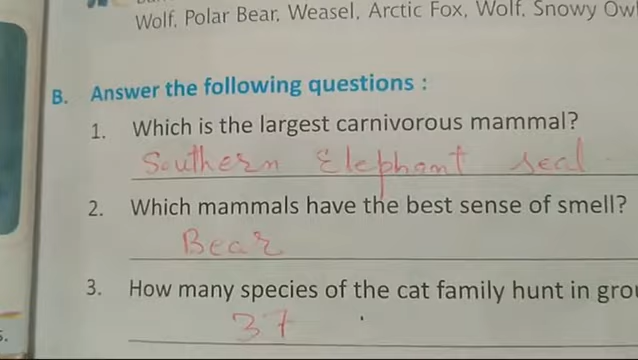 Wolf, Polar Bear, Weasel, Arctic Fox, Wolf, Snowy Ow
B. Answer the following questions :
1. Which is the largest carnivorous mammal?
Southern Elephant seal
2. Which mammals have the best sense of smell?
Bear
3. How many species of the cat family hunt in grou
37